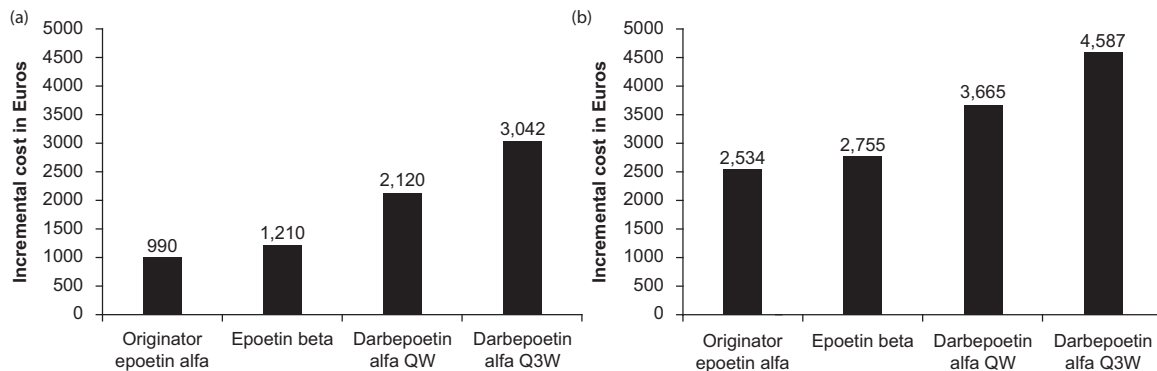 (a)
Incremental cost in Euros
5000
4500
4000
3500
3000
2500
2000
1500
1000
500
0
990
1,210
2,120
3,042
Originator
epoetin alfa
Epoetin beta
Darbepoetin
alfa QW
Darbepoetin
alfa Q3W
(b)
Incremental cost in Euros
5000
4500
4000
3500
3000
2500
2000
1500
1000
500
0
2,534
2,755
3,665
4,587
Originator
epoetin alfa
Epoetin beta
Darbepoetin
alfa QW
Darbepoetin
alfa Q3W